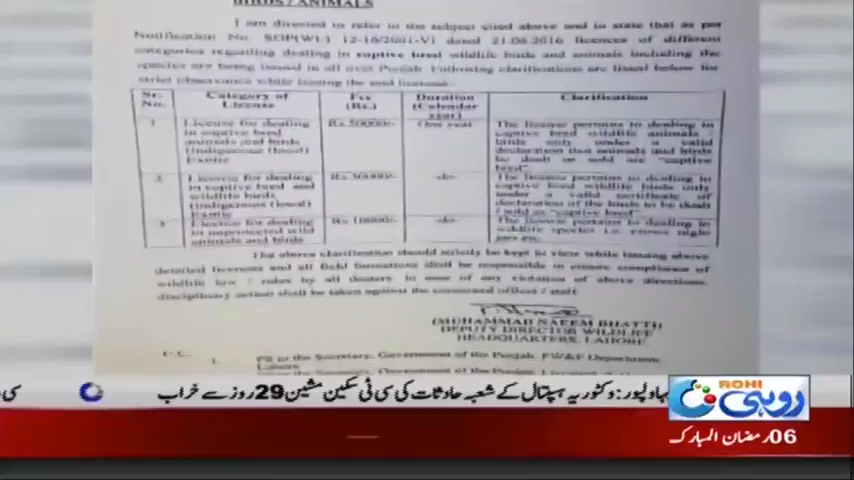 BIRDS / ANIMALS
I am directed to refer to the subject cited above and to state that as per
Notification No. SOP(WL) 12-16/2001-VI dated 21.06.2016 licences of different
categories regarding dealing in captive bred wildlife birds and animals including the
species are being issued in all over Punjab. Following clarifications are listed below for
strict observance while issuing the said licenses.
Sr. No.
Category of License
Fee (Rs.)
Duration (Calendar year)
Clarification
1
License for dealing
in captive bred
animals and birds
(Indigenous (local)
Exotic
Rs.50000/-
One year
The license pertains to dealing in
captive bred wildlife animals /
birds only under a valid
declaration that animals and birds
be dealt or sold are "captive
bred"
2
License for dealing
in captive bred and
wildlife birds
(Indigenous (local)
Exotic
-do-
The license pertains to dealing in
captive bred wildlife birds only
under a valid certificate of
declaration of the birds to be dealt
/ sold as "captive bred".
3
License for dealing
in unprotected wild
animals and birds
Rs.10000/-
-do-
The license pertains to dealing in
wildlife species i.e. crows
The above clarification should strictly be kept in view while issuing above
detailed licences and all field formations shall be responsible to ensure compliance of
wildlife law / rules by all dealers. In case of any violation of above directions,
disciplinary action shall be taken against the concerned officer / staff.
(MUHAMMAD NAEEM BHATTI)
DEPUTY DIRECTOR WILDLIFE
HEADQUARTERS, LAHORE
C.C.
1. PS to the Secretary, Government of the Punjab, FW&F Department,
Lahore
بہاولپور: وکٹوریہ ہسپتال کے شعبہ حادثات کی سی ٹی سکین مشین 29 روز سے خراب
سی
ROHI
روہی
06 رمضان المبارک